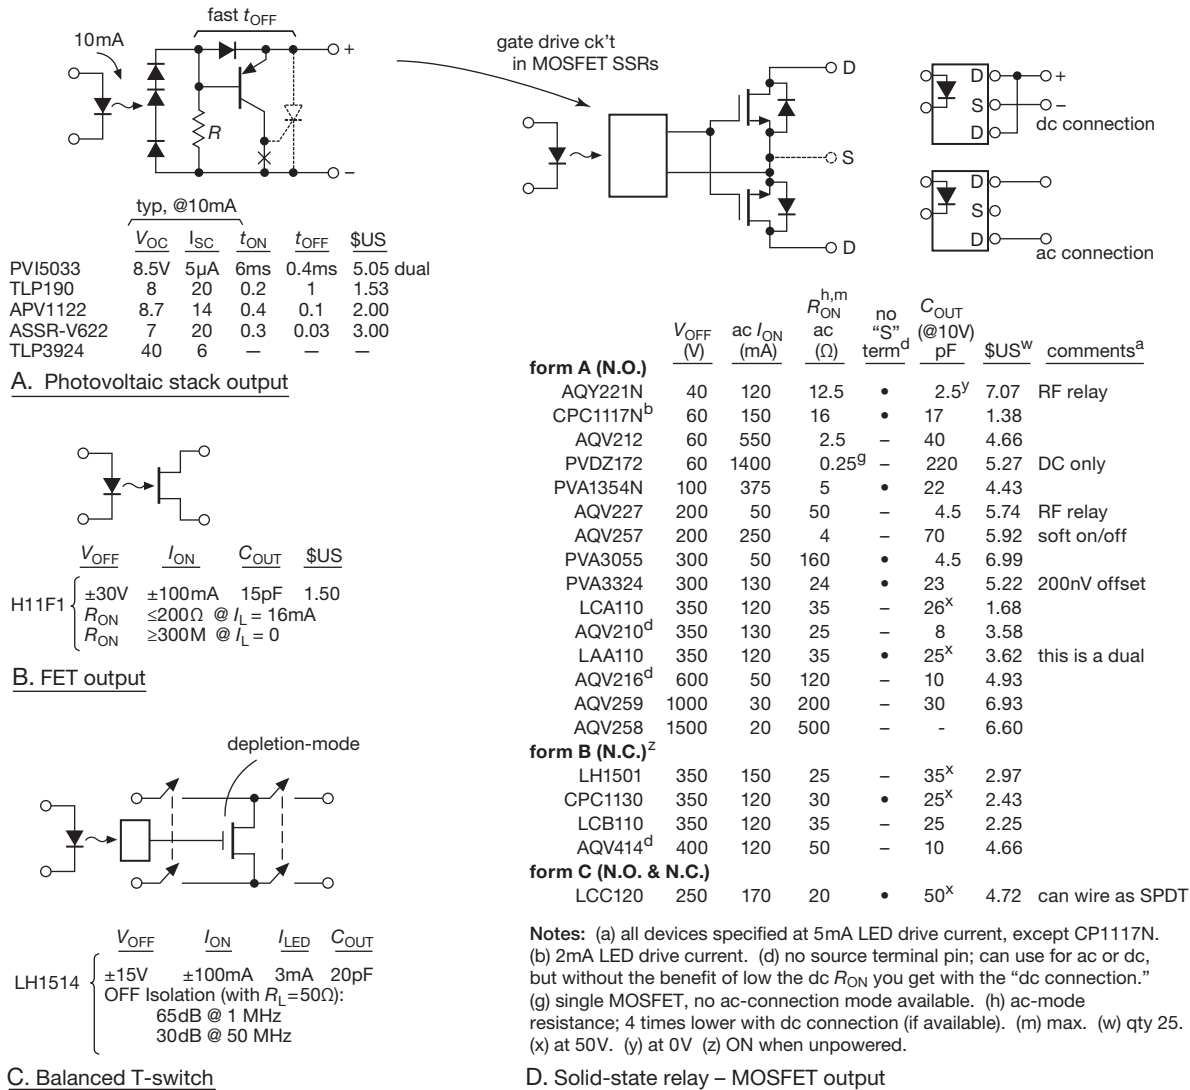 fast tOFF
10mA
+
R
−
typ, @10mA
VOC ISC tON tOFF $US
PVI5033 8.5V 5µA 6ms 0.4ms 5.05 dual
TLP190 8 20 0.2 1 1.53
APV1122 8.7 14 0.4 0.1 2.00
ASSR-V622 7 20 0.3 0.03 3.00
TLP3924 40 6 — — —
A. Photovoltaic stack output
VOFF ION COUT $US
H11F1 ±30V ±100mA 15pF 1.50
RON ≤200Ω @ IL = 16mA
RON ≥300M @ IL = 0
B. FET output
depletion-mode
VOFF ION ILED COUT
LH1514 ±15V ±100mA 3mA 20pF
OFF Isolation (with RL=50Ω):
65dB @ 1 MHz
30dB @ 50 MHz
C. Balanced T-switch
gate drive ck't
in MOSFET SSRs
D
S
D
D
+
S
−
D
dc connection
D
S
D
ac connection
VOFF (V) ac ION (mA) RONh,m ac (Ω) no "S" termd COUT (@10V) pF $USw commentsa
form A (N.O.)
AQY221N 40 120 12.5 • 2.5y 7.07 RF relay
CPC1117Nb 60 150 16 • 17 1.38
AQV212 60 550 2.5 – 40 4.66
PVDZ172 60 1400 0.25g – 220 5.27 DC only
PVA1354N 100 375 5 • 22 4.43
AQV227 200 50 50 – 4.5 5.74 RF relay
AQV257 200 250 4 – 70 5.92 soft on/off
PVA3055 300 50 160 • 4.5 6.99
PVA3324 300 130 24 • 23 5.22 200nV offset
LCA110 350 120 35 – 26x 1.68
AQV210d 350 130 25 – 8 3.58
LAA110 350 120 35 • 25x 3.62 this is a dual
AQV216d 600 50 120 – 10 4.93
AQV259 1000 30 200 – 30 6.93
AQV258 1500 20 500 – - 6.60
form B (N.C.)z
LH1501 350 150 25 – 35x 2.97
CPC1130 350 120 30 • 25x 2.43
LCB110 350 120 35 – 25 2.25
AQV414d 400 120 50 – 10 4.66
form C (N.O. & N.C.)
LCC120 250 170 20 • 50x 4.72 can wire as SPDT
Notes: (a) all devices specified at 5mA LED drive current, except CP1117N.
(b) 2mA LED drive current. (d) no source terminal pin; can use for ac or dc,
but without the benefit of low the dc RON you get with the "dc connection."
(g) single MOSFET, no ac-connection mode available. (h) ac-mode
resistance; 4 times lower with dc connection (if available). (m) max. (w) qty 25.
(x) at 50V. (y) at 0V (z) ON when unpowered.
D. Solid-state relay – MOSFET output